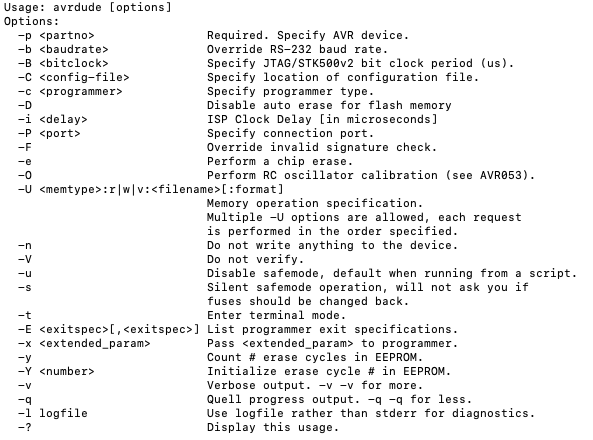 Usage: avrdude [options]
Options:
  -p <partno>                Required. Specify AVR device.
  -b <baudrate>              Override RS-232 baud rate.
  -B <bitclock>              Specify JTAG/STK500v2 bit clock period (us).
  -C <config-file>           Specify location of configuration file.
  -c <programmer>            Specify programmer type.
  -D                         Disable auto erase for flash memory
  -i <delay>                 ISP Clock Delay [in microseconds]
  -P <port>                  Specify connection port.
  -F                         Override invalid signature check.
  -e                         Perform a chip erase.
  -O                         Perform RC oscillator calibration (see AVR053).
  -U <memtype>:r|w|v:<filename>[:format]
                             Memory operation specification.
                             Multiple -U options are allowed, each request
                             is performed in the order specified.
  -n                         Do not write anything to the device.
  -V                         Do not verify.
  -u                         Disable safemode, default when running from a script.
  -s                         Silent safemode operation, will not ask you if
                             fuses should be changed back.
  -t                         Enter terminal mode.
  -E <exitspec>[,<exitspec>] List programmer exit specifications.
  -x <extended_param>        Pass <extended_param> to programmer.
  -y                         Count # erase cycles in EEPROM.
  -Y <number>                Initialize erase cycle # in EEPROM.
  -v                         Verbose output. -v -v for more.
  -q                         Quell progress output. -q -q for less.
  -l logfile                 Use logfile rather than stderr for diagnostics.
  -?                         Display this usage.